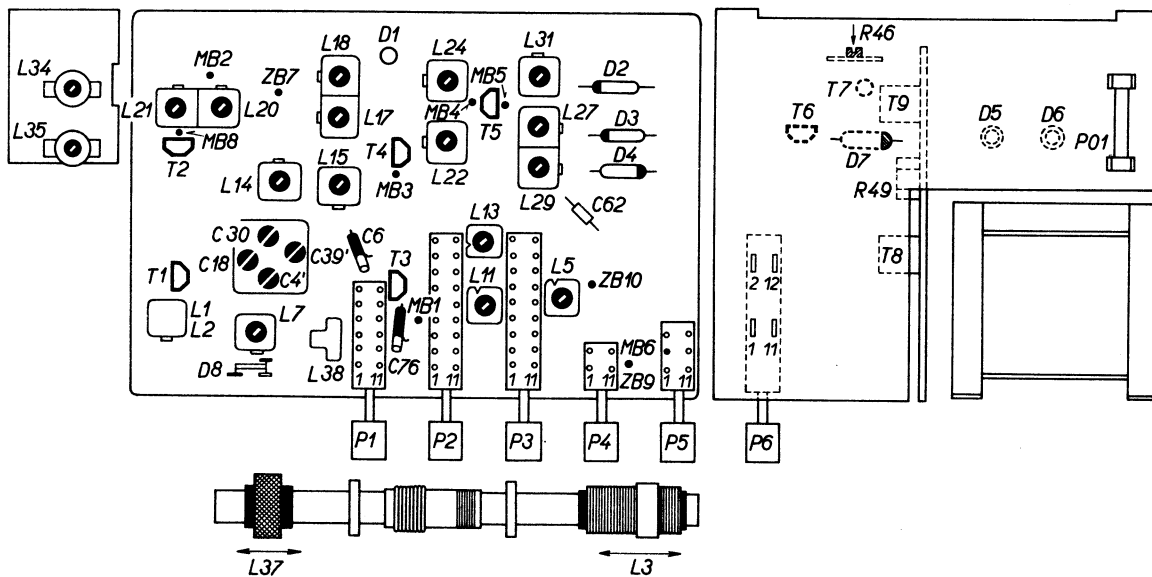 L34
L35
L21
MB2
L20
MB8
T2
ZB7
L18
L17
D1
L24
MB5
MB4
T5
L22
L31
D2
L27
D3
D4
L29
C62
T4
MB3
L15
L14
C30
C39'
C18
C4'
T1
L1
L2
L7
D8
C6
T3
L13
L11
MB1
C76
L38
L5
ZB10
MB6
ZB9
1 11
1 11
1 11
1 11
1 11
P1
P2
P3
P4
P5
P6
R46
T7
T9
T6
D7
D5
D6
P01
R49
T8
2 12
1 11
L37
L3